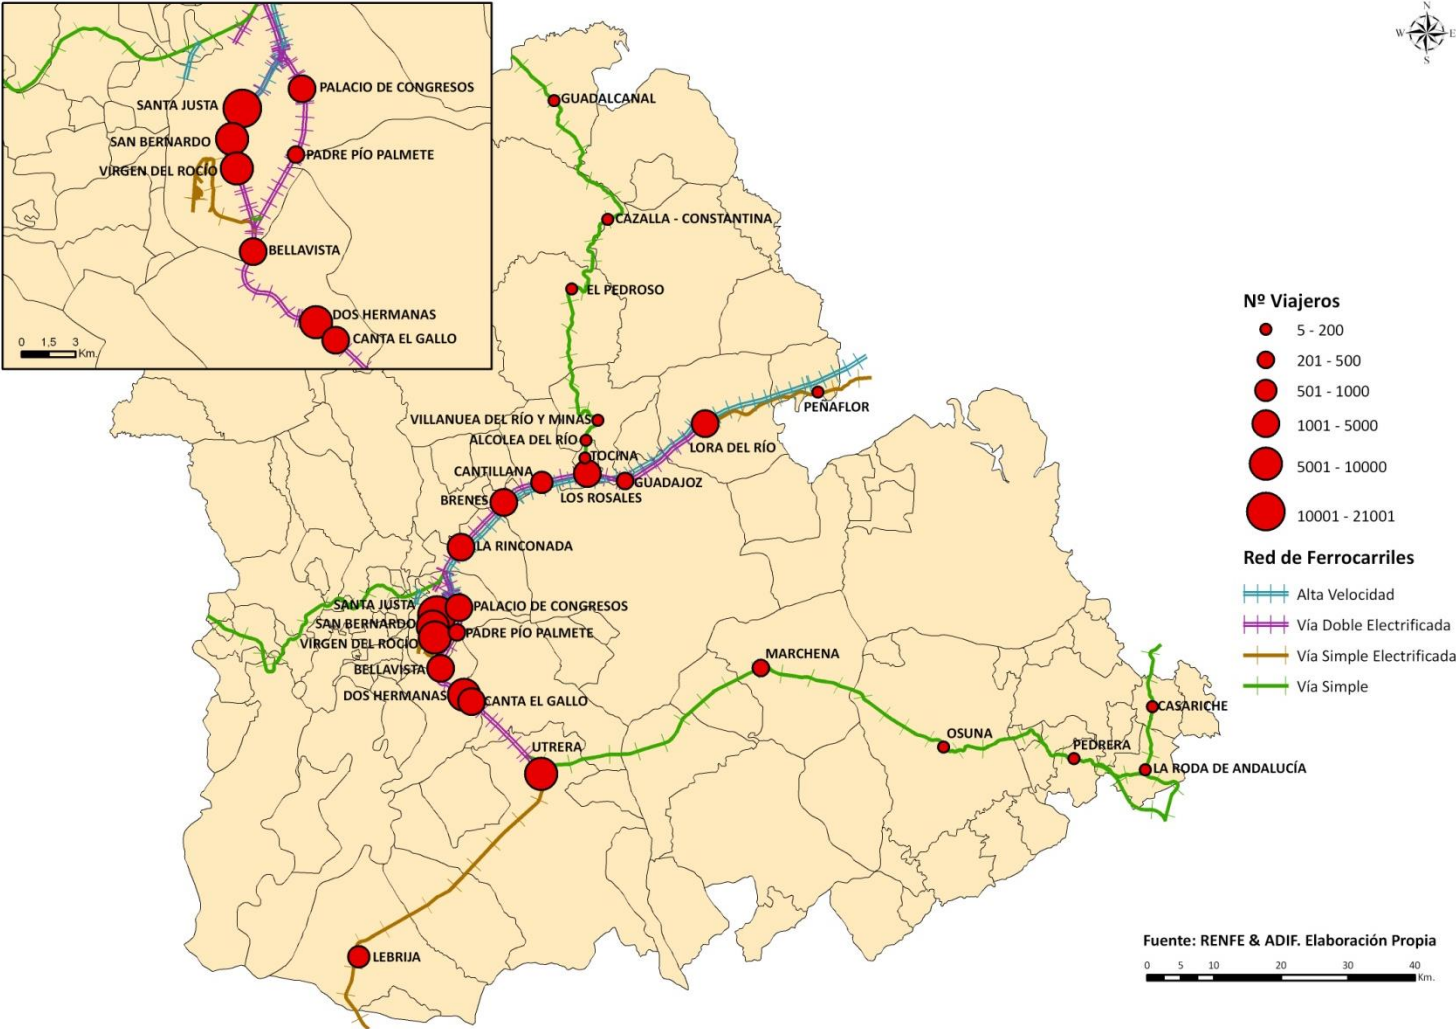 N
W E
S
PALACIO DE CONGRESOS
SANTA JUSTA
SAN BERNARDO
PADRE PÍO PALMETE
VIRGEN DEL ROCÍO
BELLAVISTA
DOS HERMANAS
CANTA EL GALLO
0 1,5 3
Km.
GUADALCANAL
CAZALLA - CONSTANTINA
EL PEDROSO
PEÑAFLOR
VILLANUEA DEL RÍO Y MINAS
ALCOLEA DEL RÍO
LORA DEL RÍO
TOCINA
CANTILLANA
GUADAJOZ
LOS ROSALES
BRENES
LA RINCONADA
SANTA JUSTA
PALACIO DE CONGRESOS
SAN BERNARDO
PADRE PÍO PALMETE
VIRGEN DEL ROCÍO
BELLAVISTA
MARCHENA
DOS HERMANAS
CANTA EL GALLO
CASARICHE
OSUNA
UTRERA
PEDRERA
LA RODA DE ANDALUCÍA
LEBRIJA
Nº Viajeros
5 - 200
201 - 500
501 - 1000
1001 - 5000
5001 - 10000
10001 - 21001
Red de Ferrocarriles
Alta Velocidad
Vía Doble Electrificada
Vía Simple Electrificada
Vía Simple
Fuente: RENFE & ADIF. Elaboración Propia
0 5 10 20 30 40
Km.